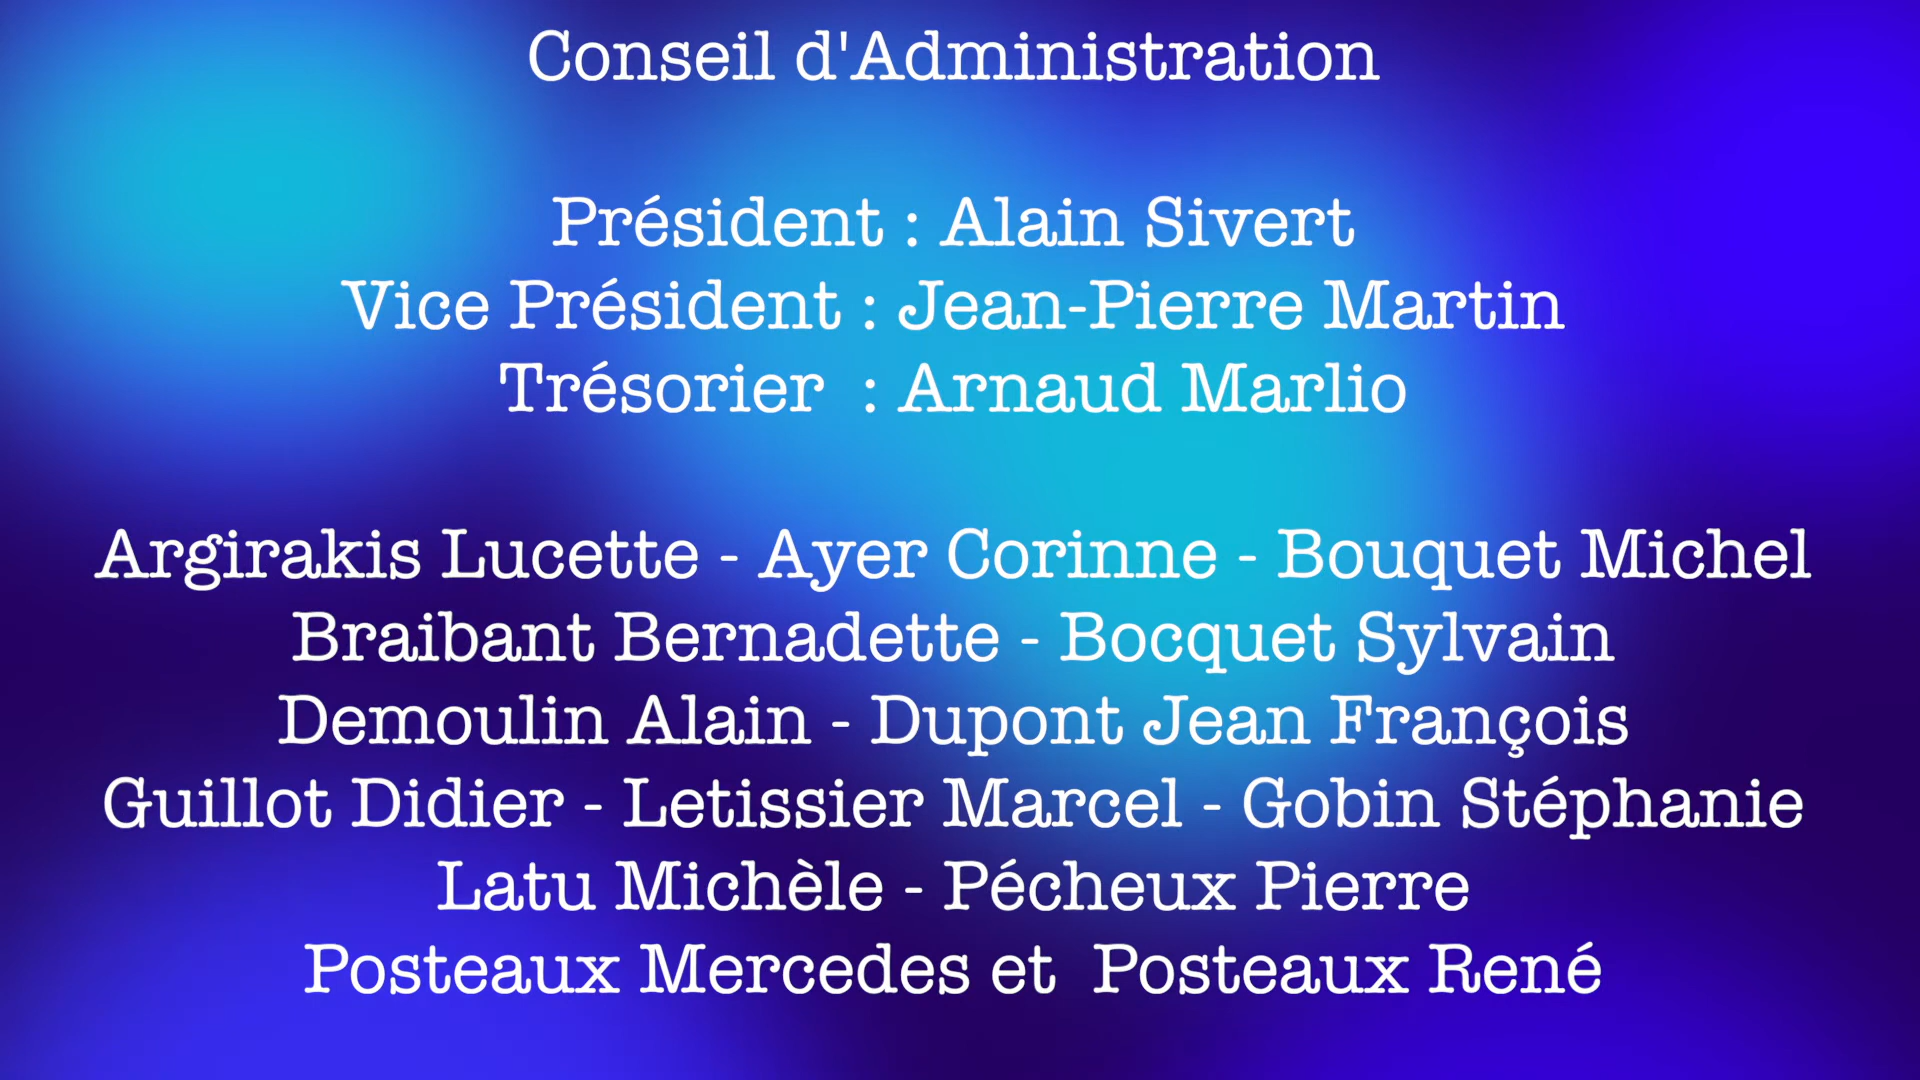 Conseil d'Administration
Président : Alain Sivert
Vice Président : Jean-Pierre Martin
Trésorier  : Arnaud Marlio
Argirakis Lucette - Ayer Corinne - Bouquet Michel
Braibant Bernadette - Bocquet Sylvain
Demoulin Alain - Dupont Jean François
Guillot Didier - Letissier Marcel - Gobin Stéphanie
Latu Michèle - Pécheux Pierre
Posteaux Mercedes et  Posteaux René